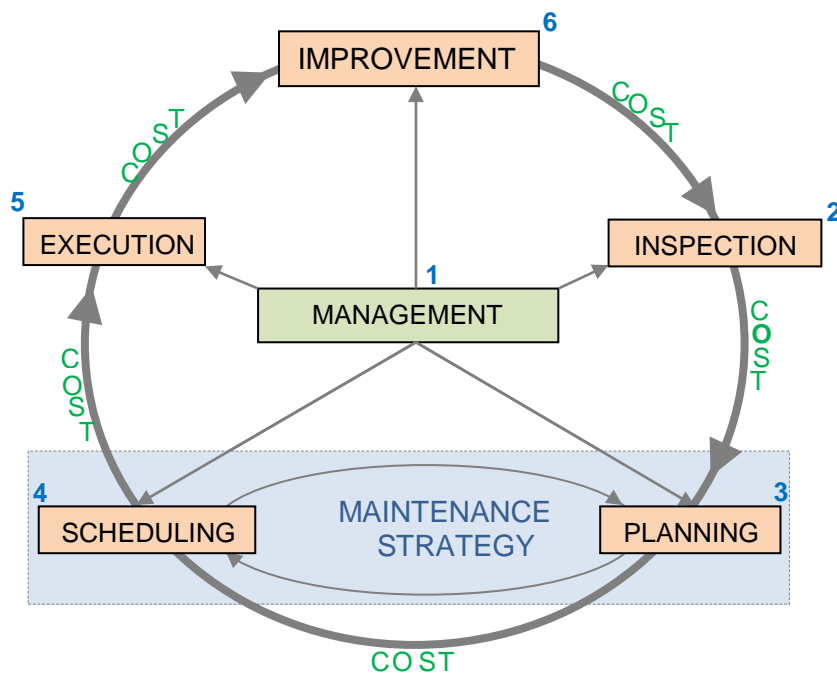 6
IMPROVEMENT
COST
COST
5
EXECUTION
2
INSPECTION
1
MANAGEMENT
COST
COST
4
SCHEDULING
MAINTENANCE
STRATEGY
3
PLANNING
COST